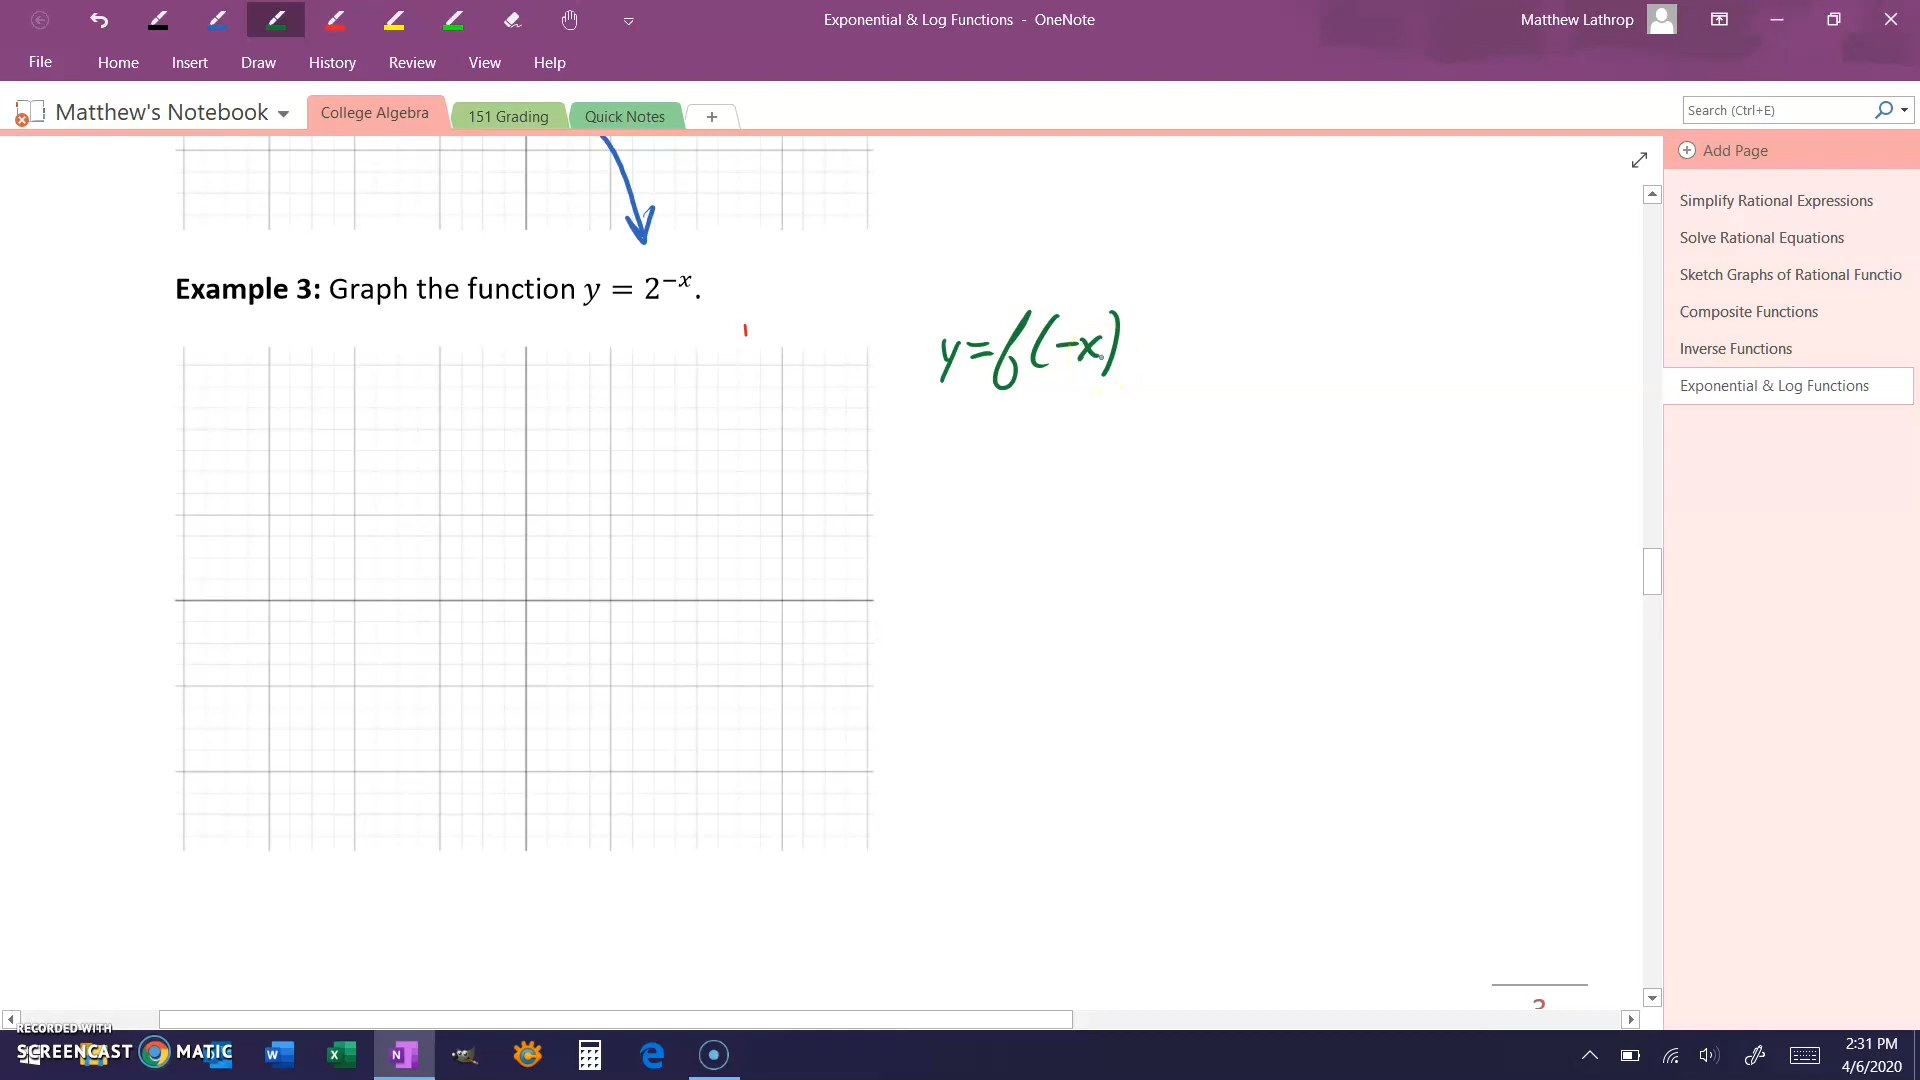 Exponential & Log Functions - OneNote
Matthew Lathrop
File Home Insert Draw History Review View Help
Matthew's Notebook
College Algebra
151 Grading
Quick Notes
+
Search (Ctrl+E)
Add Page
Simplify Rational Expressions
Solve Rational Equations
Sketch Graphs of Rational Functio
Composite Functions
Inverse Functions
Exponential & Log Functions
Example 3: Graph the function y = 2^{-x}.
y=f(-x)
RECORDED WITH
SCREENCAST MATIC
2:31 PM
4/6/2020